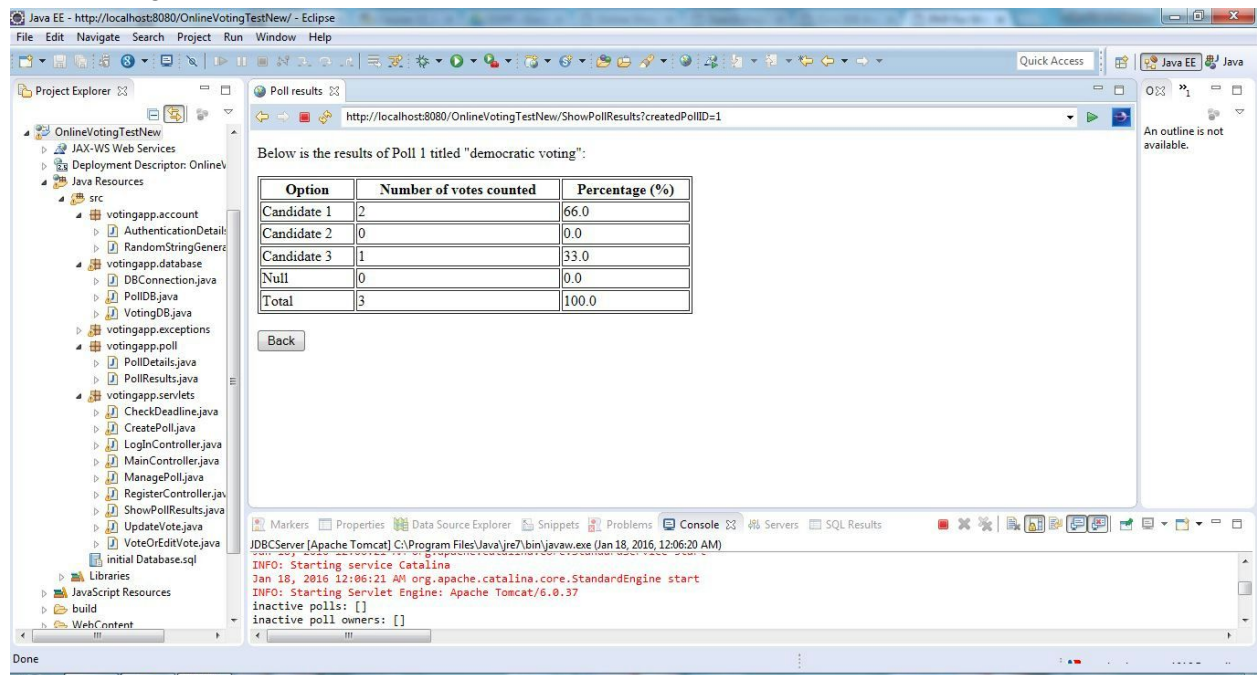 Java EE - http://localhost:8080/OnlineVotingTestNew/ - Eclipse
File Edit Navigate Search Project Run Window Help
Quick Access Java EE Java
Project Explorer
OnlineVotingTestNew
JAX-WS Web Services
Deployment Descriptor: OnlineV
Java Resources
src
votingapp.account
AuthenticationDetails
RandomStringGenera
votingapp.database
DBConnection.java
PollDB.java
VotingDB.java
votingapp.exceptions
votingapp.poll
PollDetails.java
PollResults.java
votingapp.servlets
CheckDeadline.java
CreatePoll.java
LogInController.java
MainController.java
ManagePoll.java
RegisterController.jav
ShowPollResults.java
UpdateVote.java
VoteOrEditVote.java
initial Database.sql
Libraries
JavaScript Resources
build
WebContent
Poll results
http://localhost:8080/OnlineVotingTestNew/ShowPollResults?createdPollID=1
Below is the results of Poll 1 titled "democratic voting":
Option Number of votes counted Percentage (%)
Candidate 1 2 66.0
Candidate 2 0 0.0
Candidate 3 1 33.0
Null 0 0.0
Total 3 100.0
Back
An outline is not
available.
Markers Properties Data Source Explorer Snippets Problems Console Servers SQL Results
JDBCServer [Apache Tomcat] C:\Program Files\Java\jre7\bin\javaw.exe (Jan 18, 2016, 12:06:20 AM)
INFO: Starting service Catalina
Jan 18, 2016 12:06:21 AM org.apache.catalina.core.StandardEngine start
INFO: Starting Servlet Engine: Apache Tomcat/6.0.37
inactive polls: []
inactive poll owners: []
Done